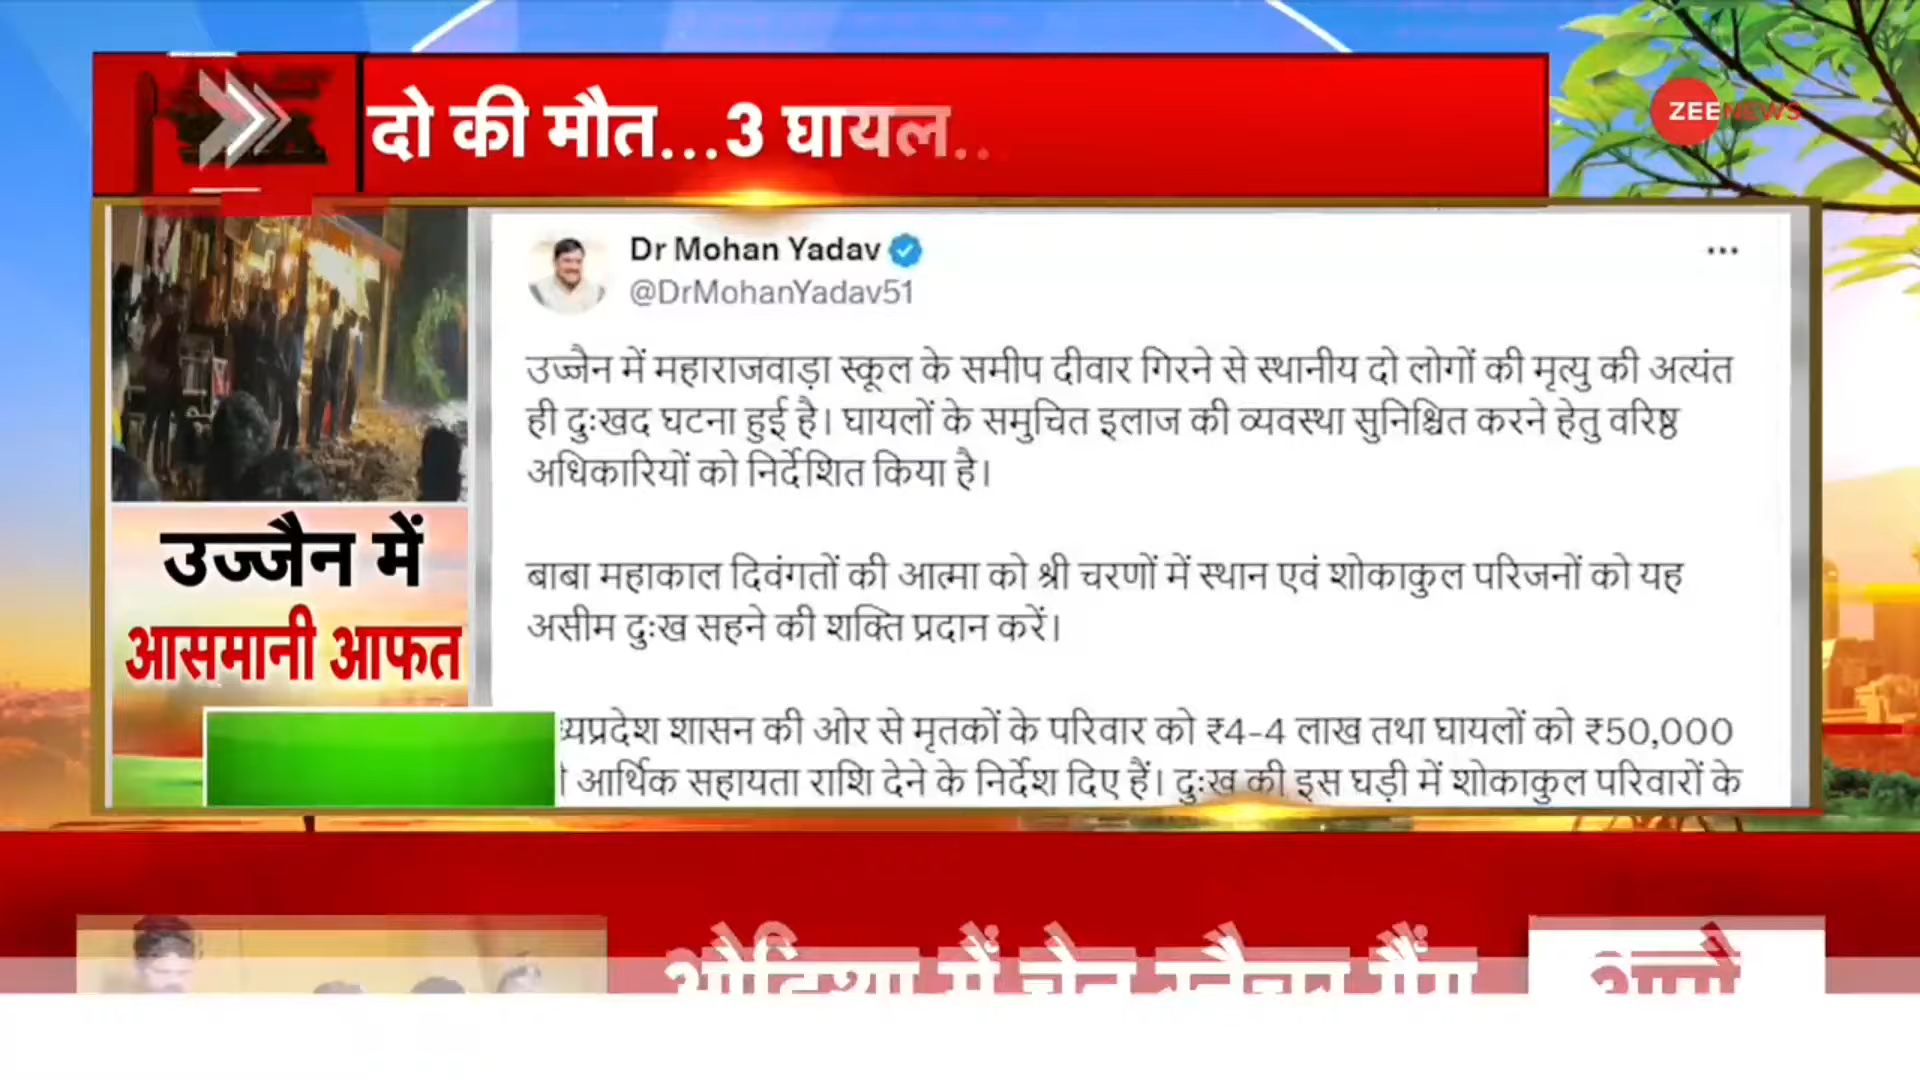 दो की मौत...3 घायल..
ZEE NEWS
Dr Mohan Yadav
@DrMohanYadav51
उज्जैन में महाराजवाड़ा स्कूल के समीप दीवार गिरने से स्थानीय दो लोगों की मृत्यु की अत्यंत
ही दुःखद घटना हुई है। घायलों के समुचित इलाज की व्यवस्था सुनिश्चित करने हेतु वरिष्ठ
अधिकारियों को निर्देशित किया है।
बाबा महाकाल दिवंगतों की आत्मा को श्री चरणों में स्थान एवं शोकाकुल परिजनों को यह
असीम दुःख सहने की शक्ति प्रदान करें।
शासन की ओर से मृतकों के परिवार को ₹4-4 लाख तथा घायलों को ₹50,000
आर्थिक सहायता राशि देने के निर्देश दिए हैं। दुःख की इस घड़ी में शोकाकुल परिवारों के
उज्जैन में
आसमानी आफत